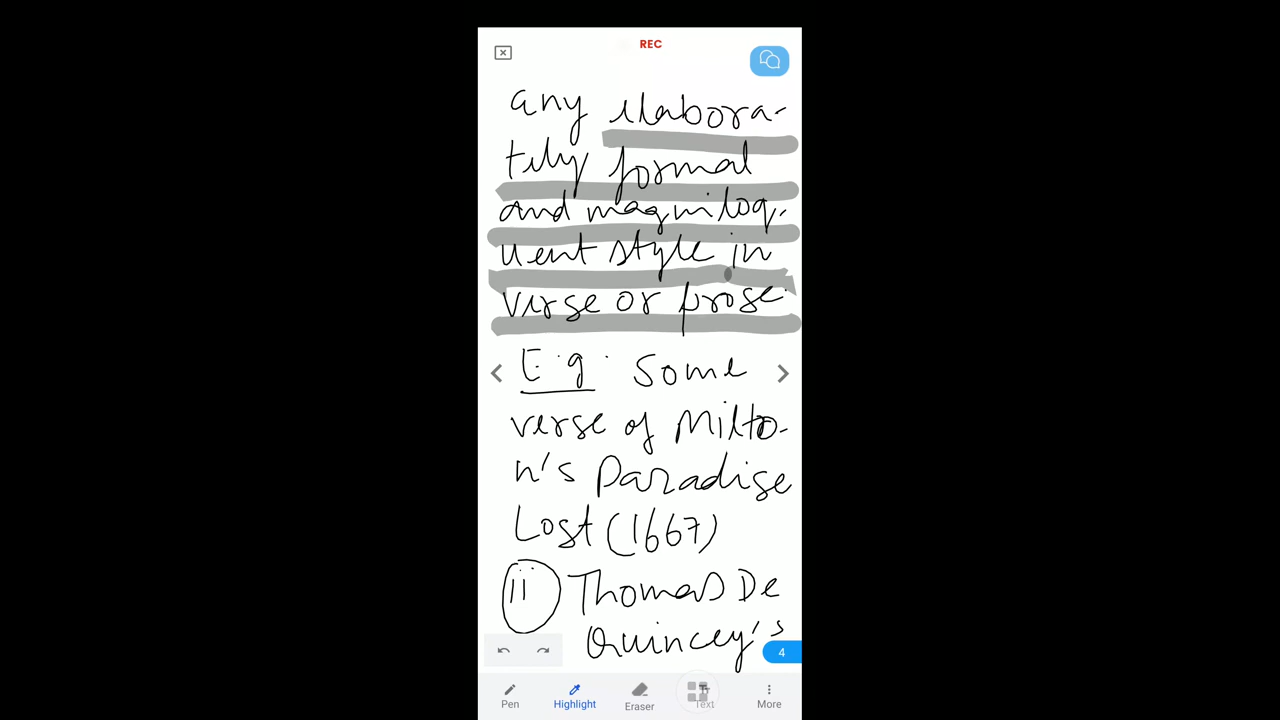 REC
any elabora-
tely formal
and magniloq-
uent style in
verse or prose.
E.g. Some
verse of Milto-
n's Paradise
Lost (1667)
ii Thomas De
Quincey's
4
Pen Highlight Eraser Text More